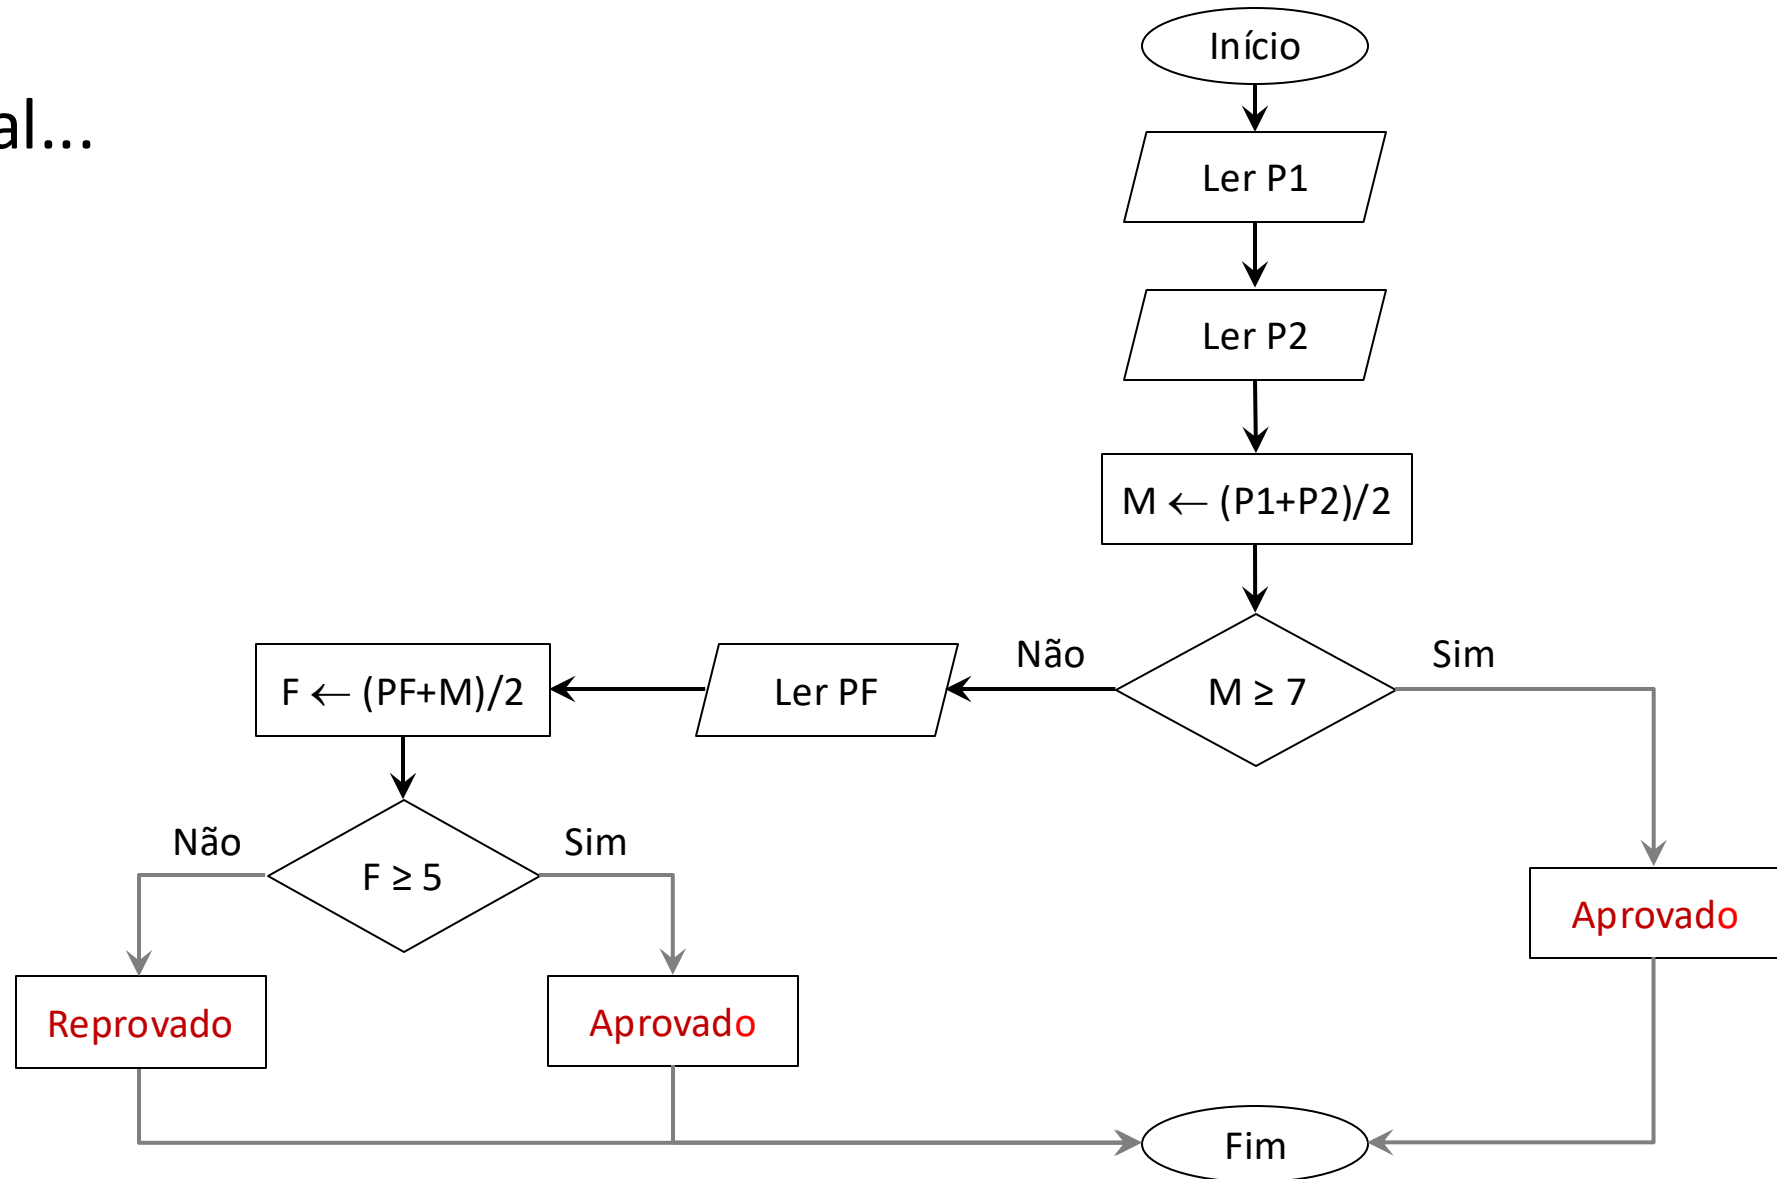 al...
Início
Ler P1
Ler P2
M ← (P1+P2)/2
Não
Sim
F ← (PF+M)/2
Ler PF
M ≥ 7
Não
Sim
F ≥ 5
Aprovado
Reprovado
Aprovado
Fim